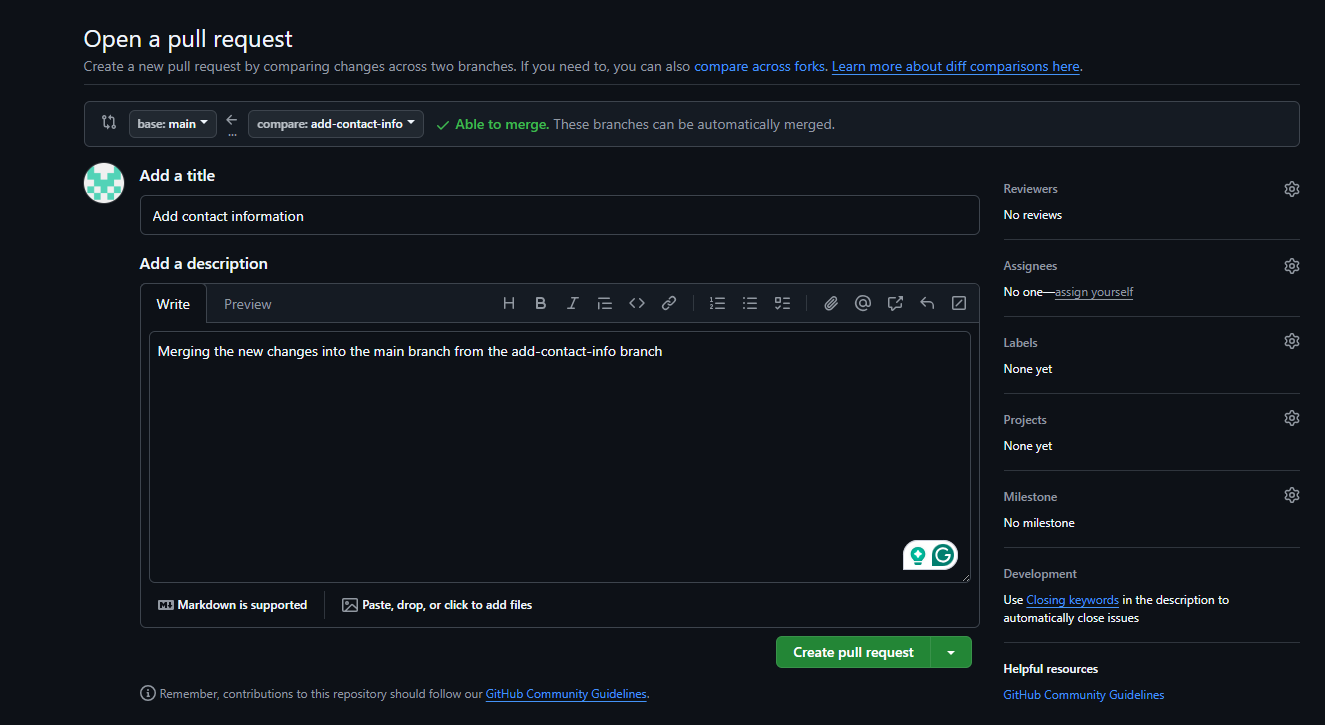 Open a pull request
Create a new pull request by comparing changes across two branches. If you need to, you can also compare across forks. Learn more about diff comparisons here.
base: main
...
compare: add-contact-info
Able to merge. These branches can be automatically merged.
Add a title
Add contact information
Add a description
Write
Preview
Merging the new changes into the main branch from the add-contact-info branch
Markdown is supported
Paste, drop, or click to add files
Create pull request
Remember, contributions to this repository should follow our GitHub Community Guidelines.
Reviewers
No reviews
Assignees
No one—assign yourself
Labels
None yet
Projects
None yet
Milestone
No milestone
Development
Use Closing keywords in the description to
automatically close issues
Helpful resources
GitHub Community Guidelines